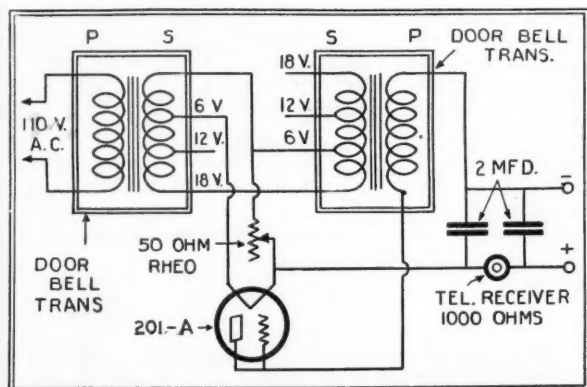 P
S
S
P
DOOR BELL
TRANS.
18 V.
12 V.
6 V
6 V
12 V.
18 V.
110 V.
A.C.
2 MFD.
−
+
50 OHM
RHEO
DOOR
BELL
TRANS
201.-A
TEL. RECEIVER
1000 OHMS